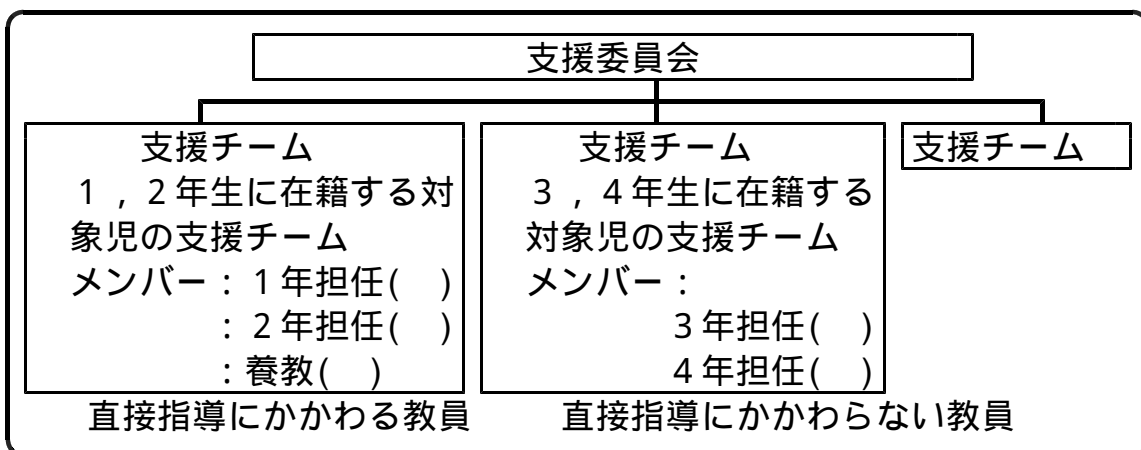 支援委員会
支援チーム
1，2年生に在籍する対
象児の支援チーム
メンバー：1年担任(　)
：2年担任(　)
：養教(　)
支援チーム
3，4年生に在籍する
対象児の支援チーム
メンバー：
3年担任(　)
4年担任(　)
支援チーム
直接指導にかかわる教員
直接指導にかかわらない教員